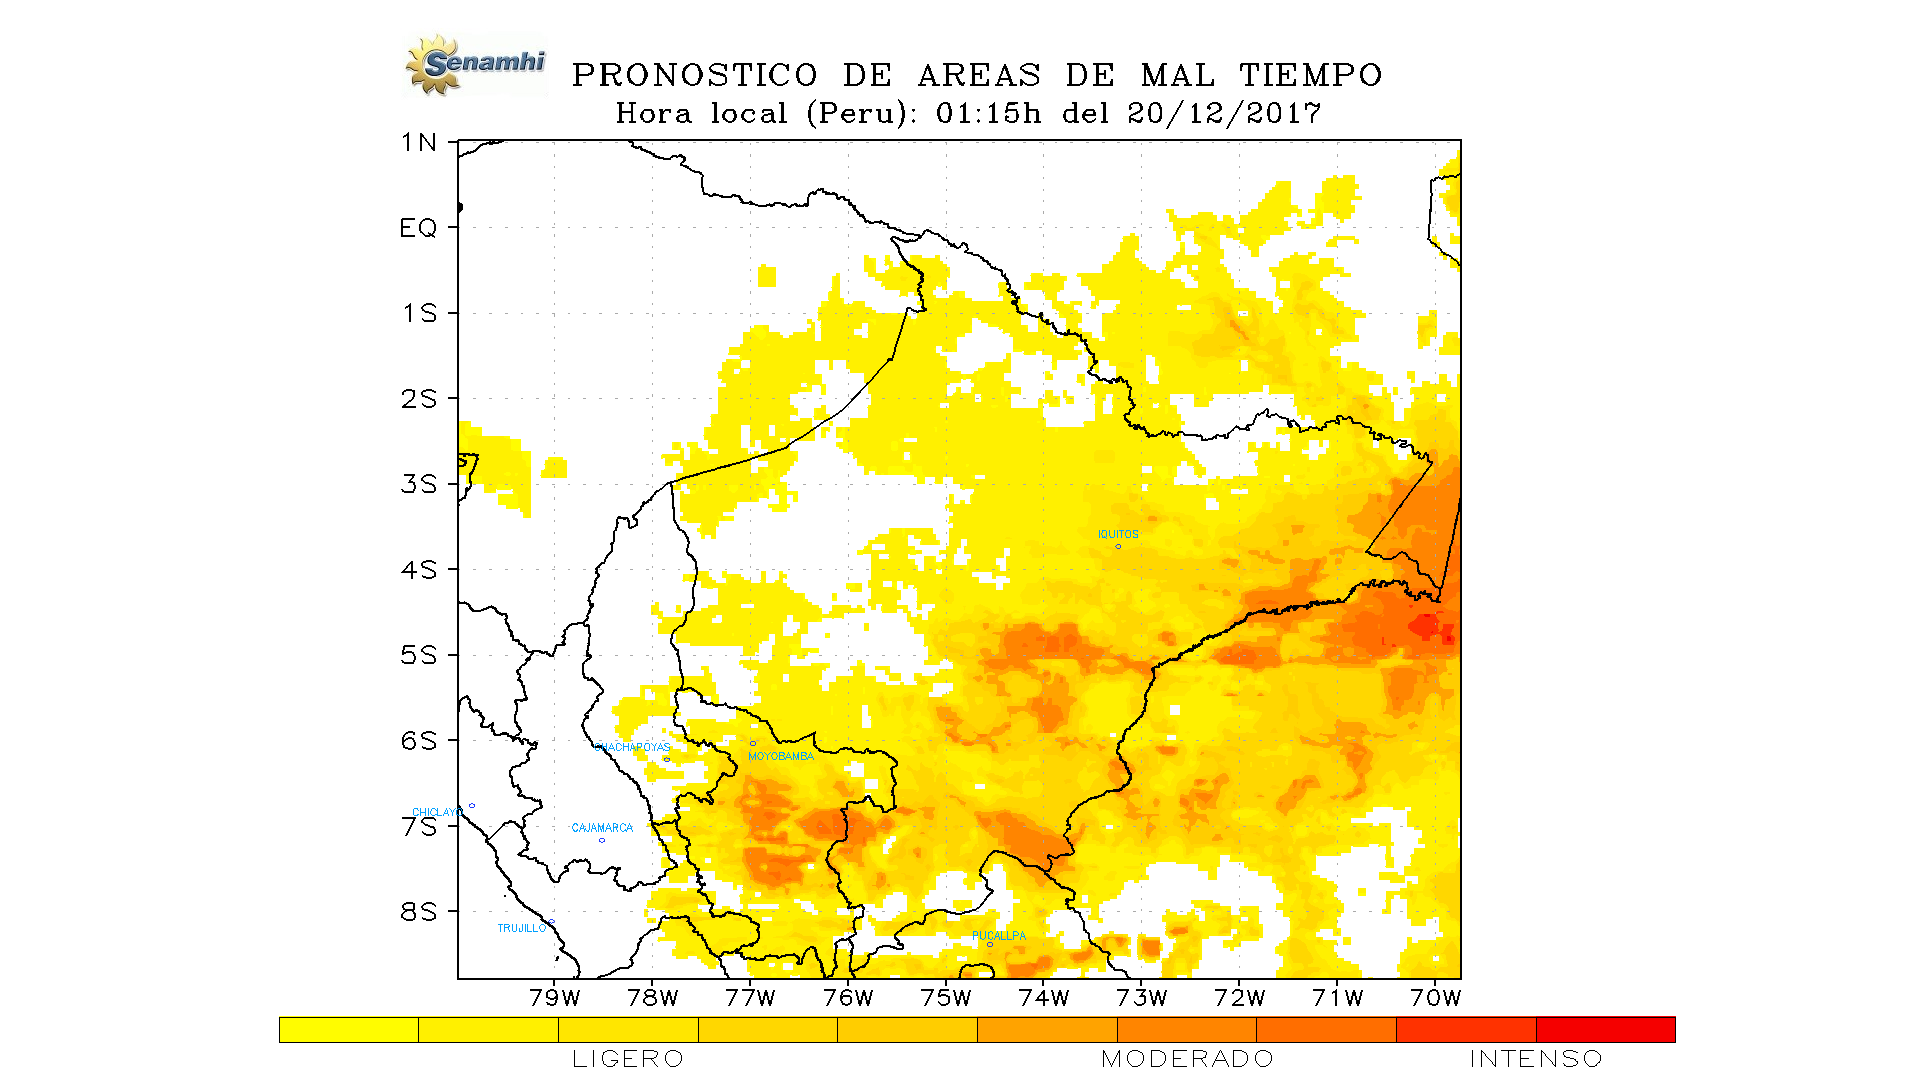 Senamhi
PRONOSTICO DE AREAS DE MAL TIEMPO
Hora local (Peru): 01:15h del 20/12/2017
1N
EQ
1S
2S
3S
IQUITOS
4S
5S
6S
CHACHAPOYAS
MOYOBAMBA
CHICLAYO
7S
CAJAMARCA
8S
TRUJILLO
PUCALLPA
79W 78W 77W 76W 75W 74W 73W 72W 71W 70W
LIGERO MODERADO INTENSO